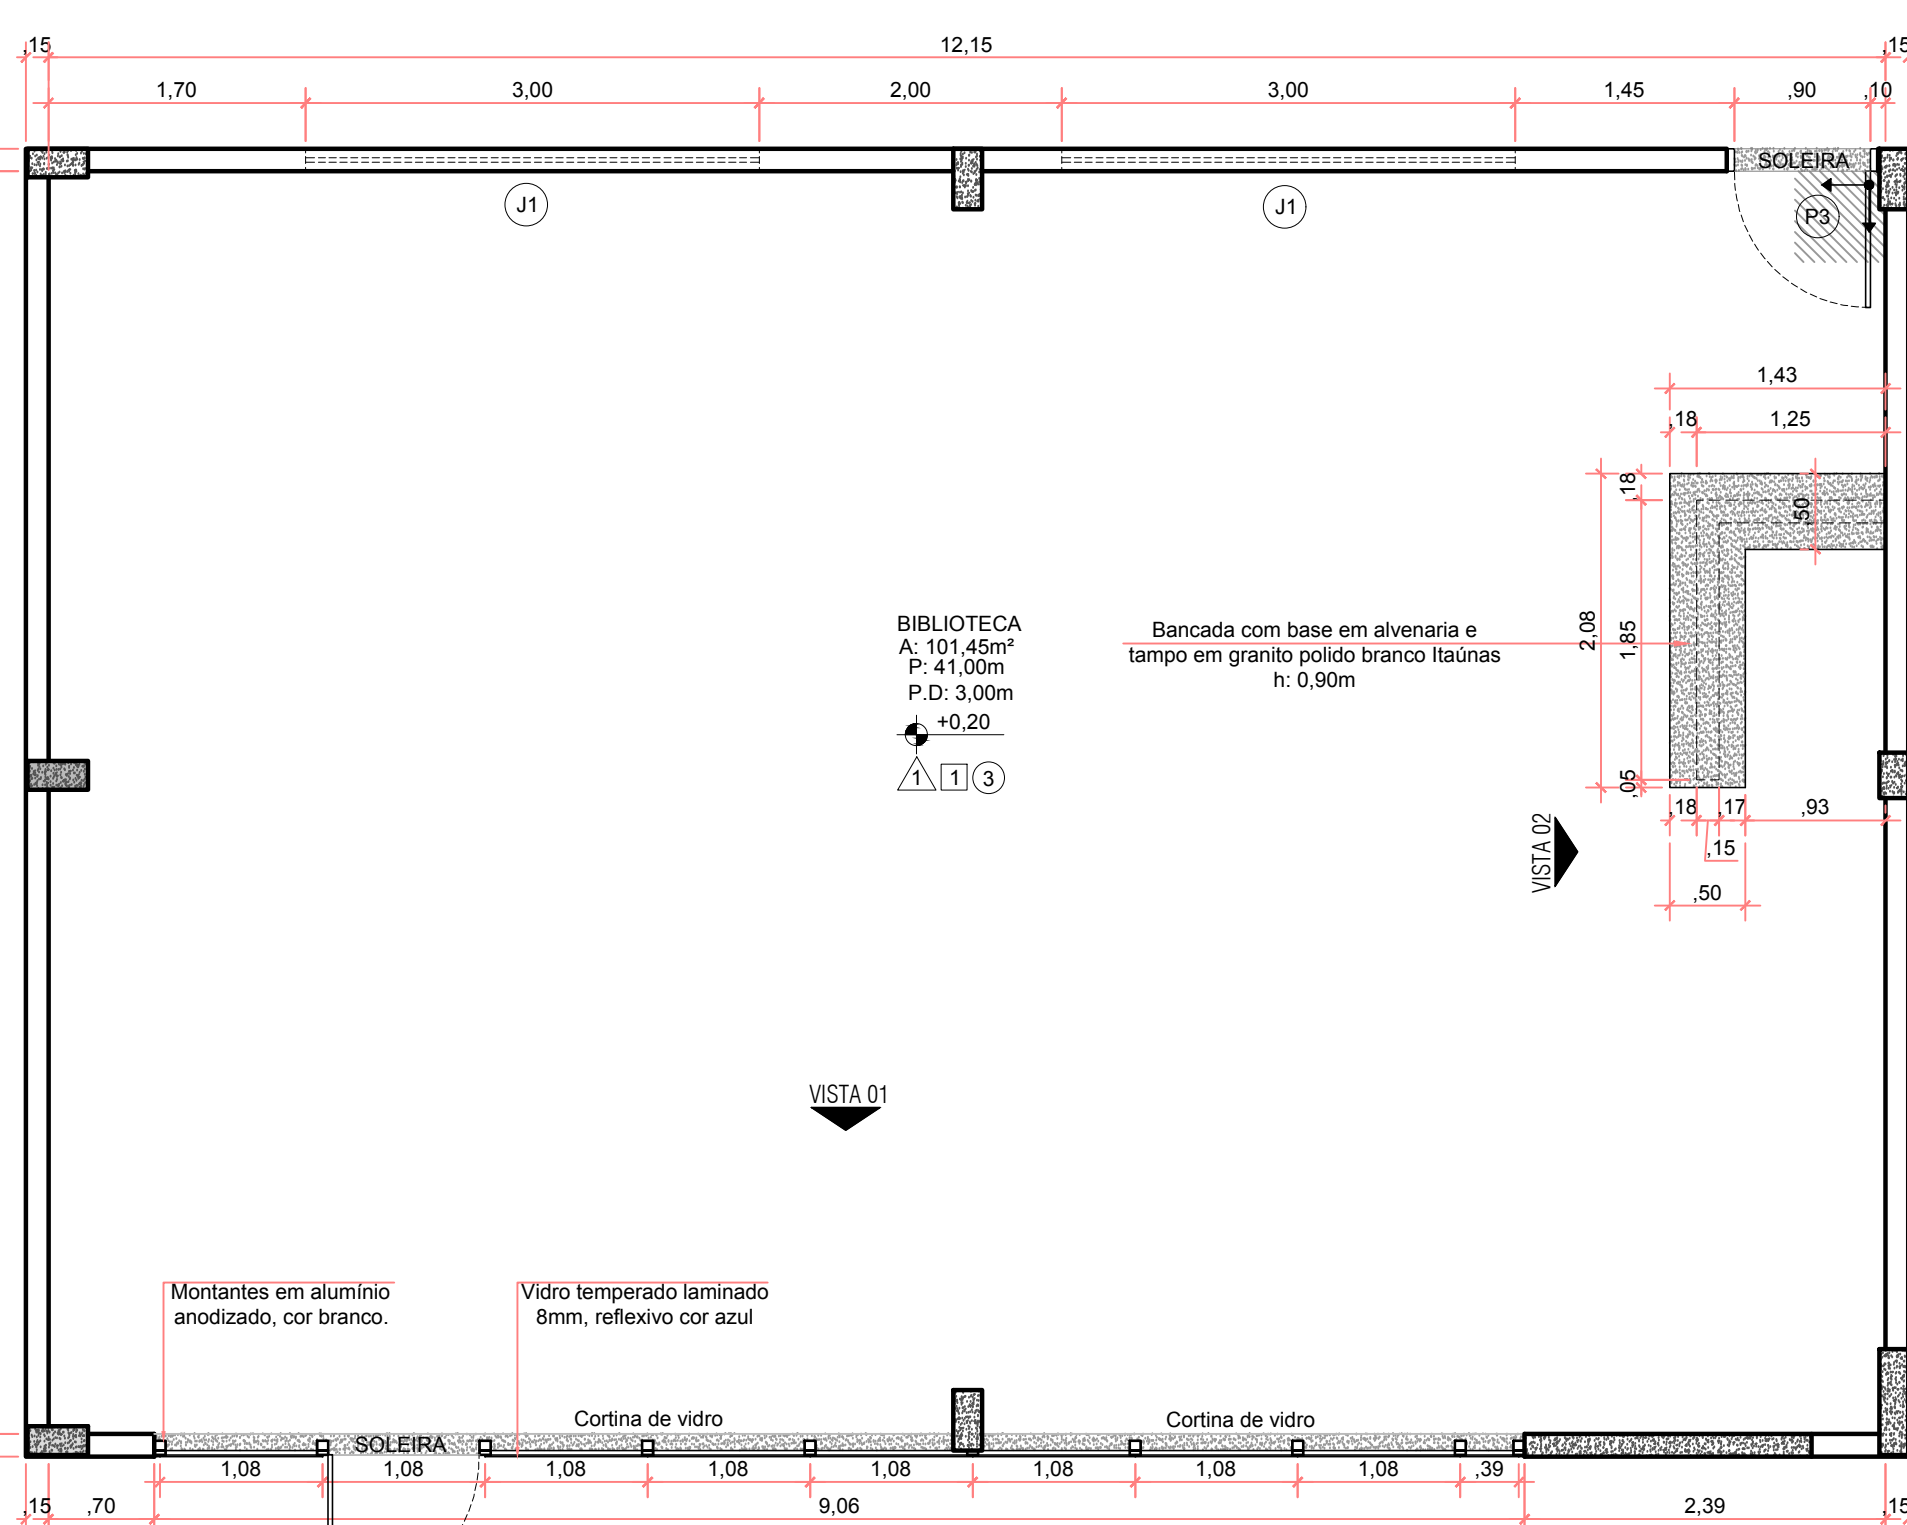 ,15 12,15 ,15
1,70 3,00 2,00 3,00 1,45 ,90 ,10
SOLEIRA
J1 J1 P3
1,43
,18 1,25
,18
,50
2,08
1,85
,05
BIBLIOTECA
A: 101,45m²
P: 41,00m
P.D: 3,00m
+0,20
1 1 3
Bancada com base em alvenaria e
tampo em granito polido branco Itaúnas
h: 0,90m
,18 ,17 ,93
,15
,50
VISTA 02
VISTA 01
Montantes em alumínio
anodizado, cor branco.
Vidro temperado laminado
8mm, reflexivo cor azul
Cortina de vidro
Cortina de vidro
SOLEIRA
1,08 1,08 1,08 1,08 1,08 1,08 1,08 1,08 ,39
,15 ,70 9,06 2,39 ,15